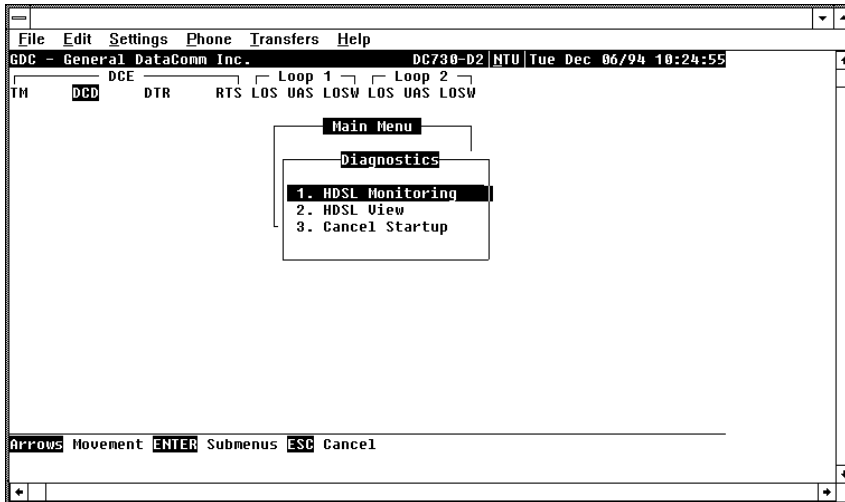 File Edit Settings Phone Transfers Help
GDC - General DataComm Inc. DC730-D2 NTU Tue Dec 06/94 10:24:55
DCE Loop 1 Loop 2
TM DCD DTR RTS LOS UAS LOSW LOS UAS LOSW
Main Menu
Diagnostics
1. HDSL Monitoring
2. HDSL View
3. Cancel Startup
Arrows Movement ENTER Submenus ESC Cancel